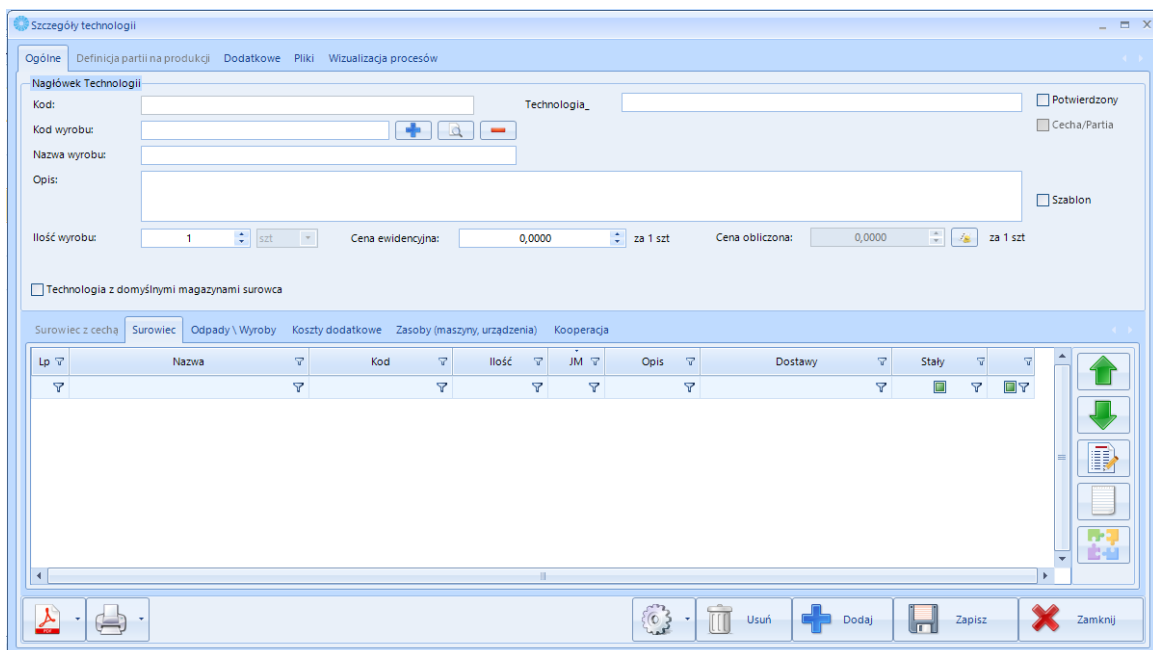 Szczegóły technologii
Ogólne Definicja partii na produkcji Dodatkowe Pliki Wizualizacja procesów
Nagłówek Technologii
Kod: Technologia_ Potwierdzony
Kod wyrobu: Cecha/Partia
Nazwa wyrobu:
Opis:
Szablon
Ilość wyrobu: 1 szt Cena ewidencyjna: 0,0000 za 1 szt Cena obliczona: 0,0000 za 1 szt
Technologia z domyślnymi magazynami surowca
Surowiec z cechą Surowiec Odpady \ Wyroby Koszty dodatkowe Zasoby (maszyny, urządzenia) Kooperacja
Lp Nazwa Kod Ilość JM Opis Dostawy Stały
PDF Usuń Dodaj Zapisz Zamknij